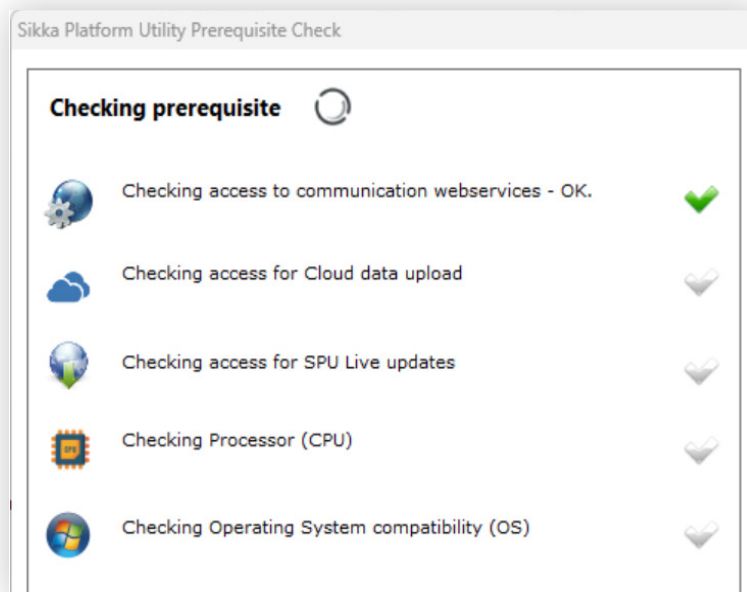 Sikka Platform Utility Prerequisite Check
Checking prerequisite
Checking access to communication webservices - OK.
Checking access for Cloud data upload
Checking access for SPU Live updates
Checking Processor (CPU)
Checking Operating System compatibility (OS)